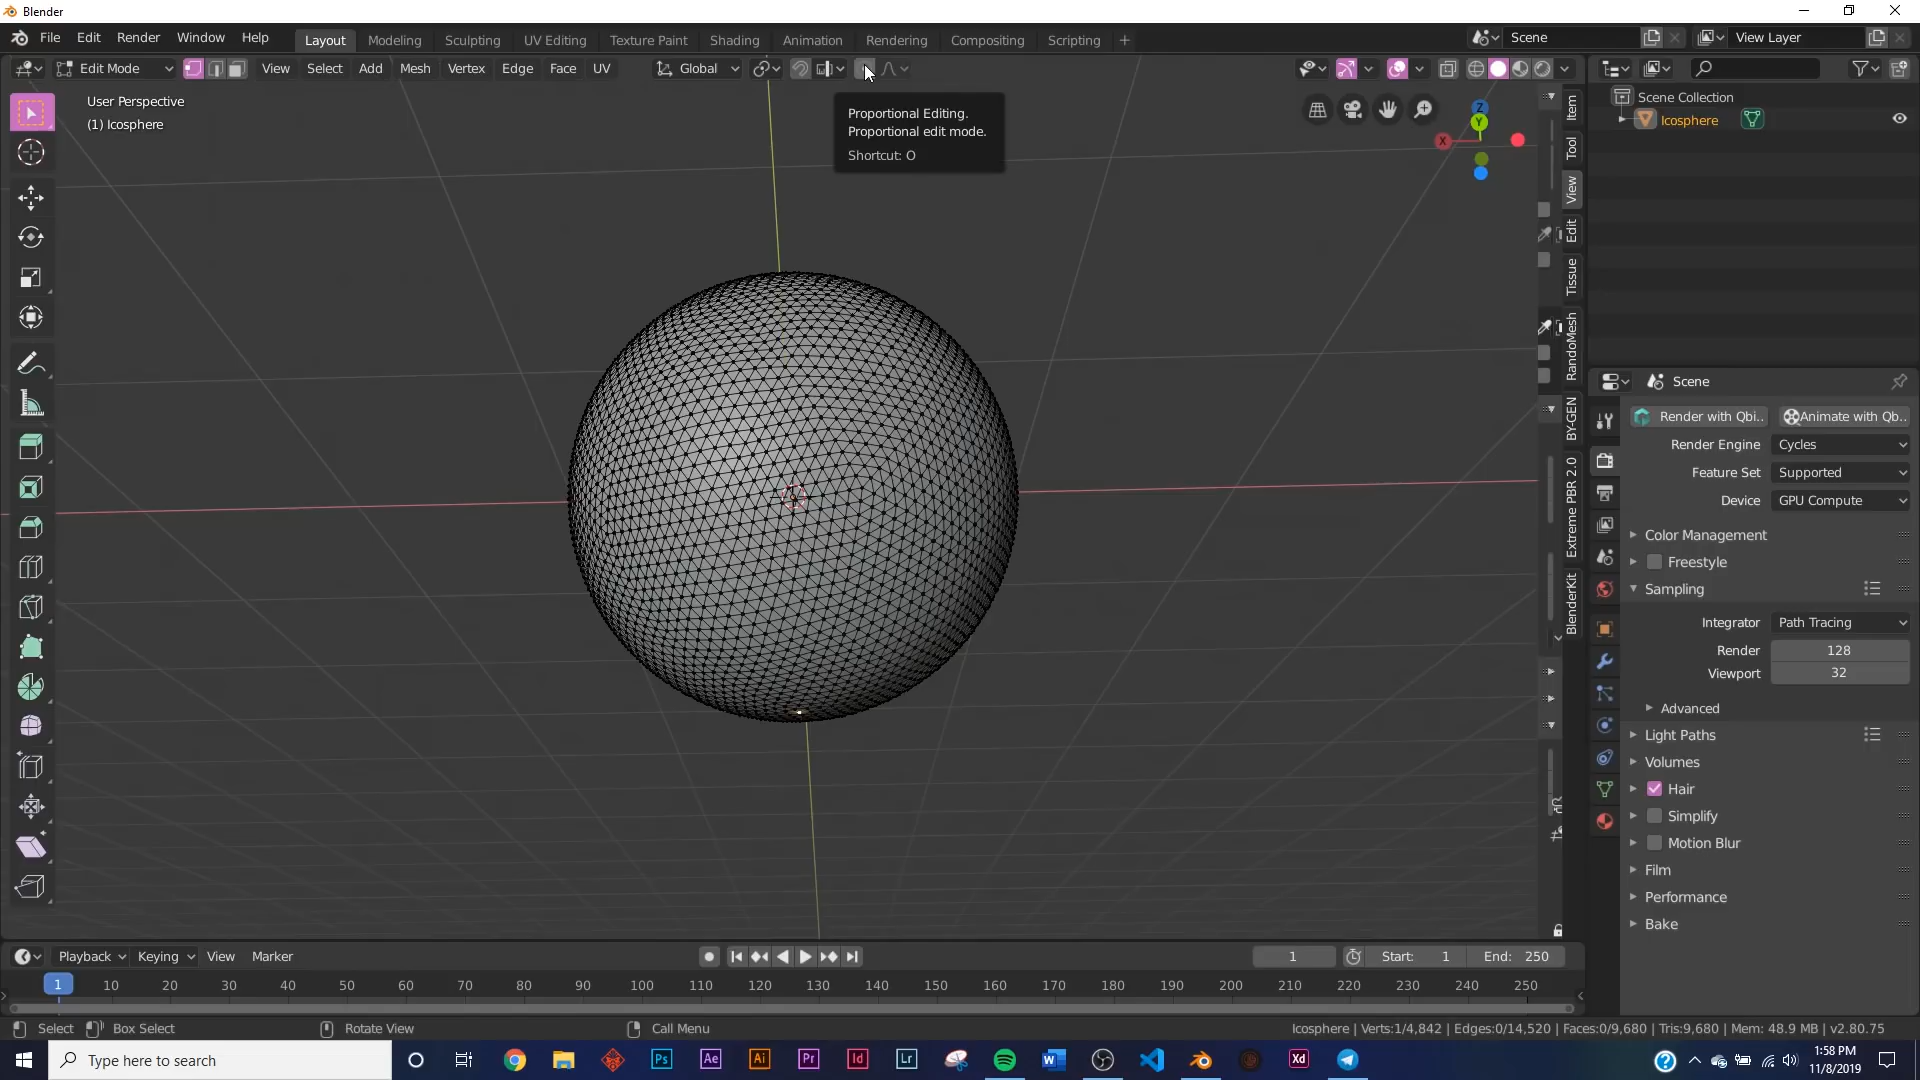 Blender
File Edit Render Window Help Layout Modeling Sculpting UV Editing Texture Paint Shading Animation Rendering Compositing Scripting + Scene View Layer
Edit Mode View Select Add Mesh Vertex Edge Face UV Global
User Perspective
(1) Icosphere
Proportional Editing.
Proportional edit mode.
Shortcut: O
Z
Y
X
Item
Tool
View
Edit
Tissue
RandoMesh
BY-GEN
Extreme PBR 2.0
BlenderKit
Scene Collection
Icosphere
Scene
Render with Qbi.. Animate with Qb..
Render Engine Cycles
Feature Set Supported
Device GPU Compute
Color Management
Freestyle
Sampling
Integrator Path Tracing
Render 128
Viewport 32
Advanced
Light Paths
Volumes
Hair
Simplify
Motion Blur
Film
Performance
Bake
Playback Keying View Marker 1 Start: 1 End: 250
1 10 20 30 40 50 60 70 80 90 100 110 120 130 140 150 160 170 180 190 200 210 220 230 240 250
Select Box Select Rotate View Call Menu Icosphere | Verts:1/4,842 | Edges:0/14,520 | Faces:0/9,680 | Tris:9,680 | Mem: 48.9 MB | v2.80.75
Type here to search Ps Ae Ai Pr Id Lr Xd
1:58 PM
11/8/2019